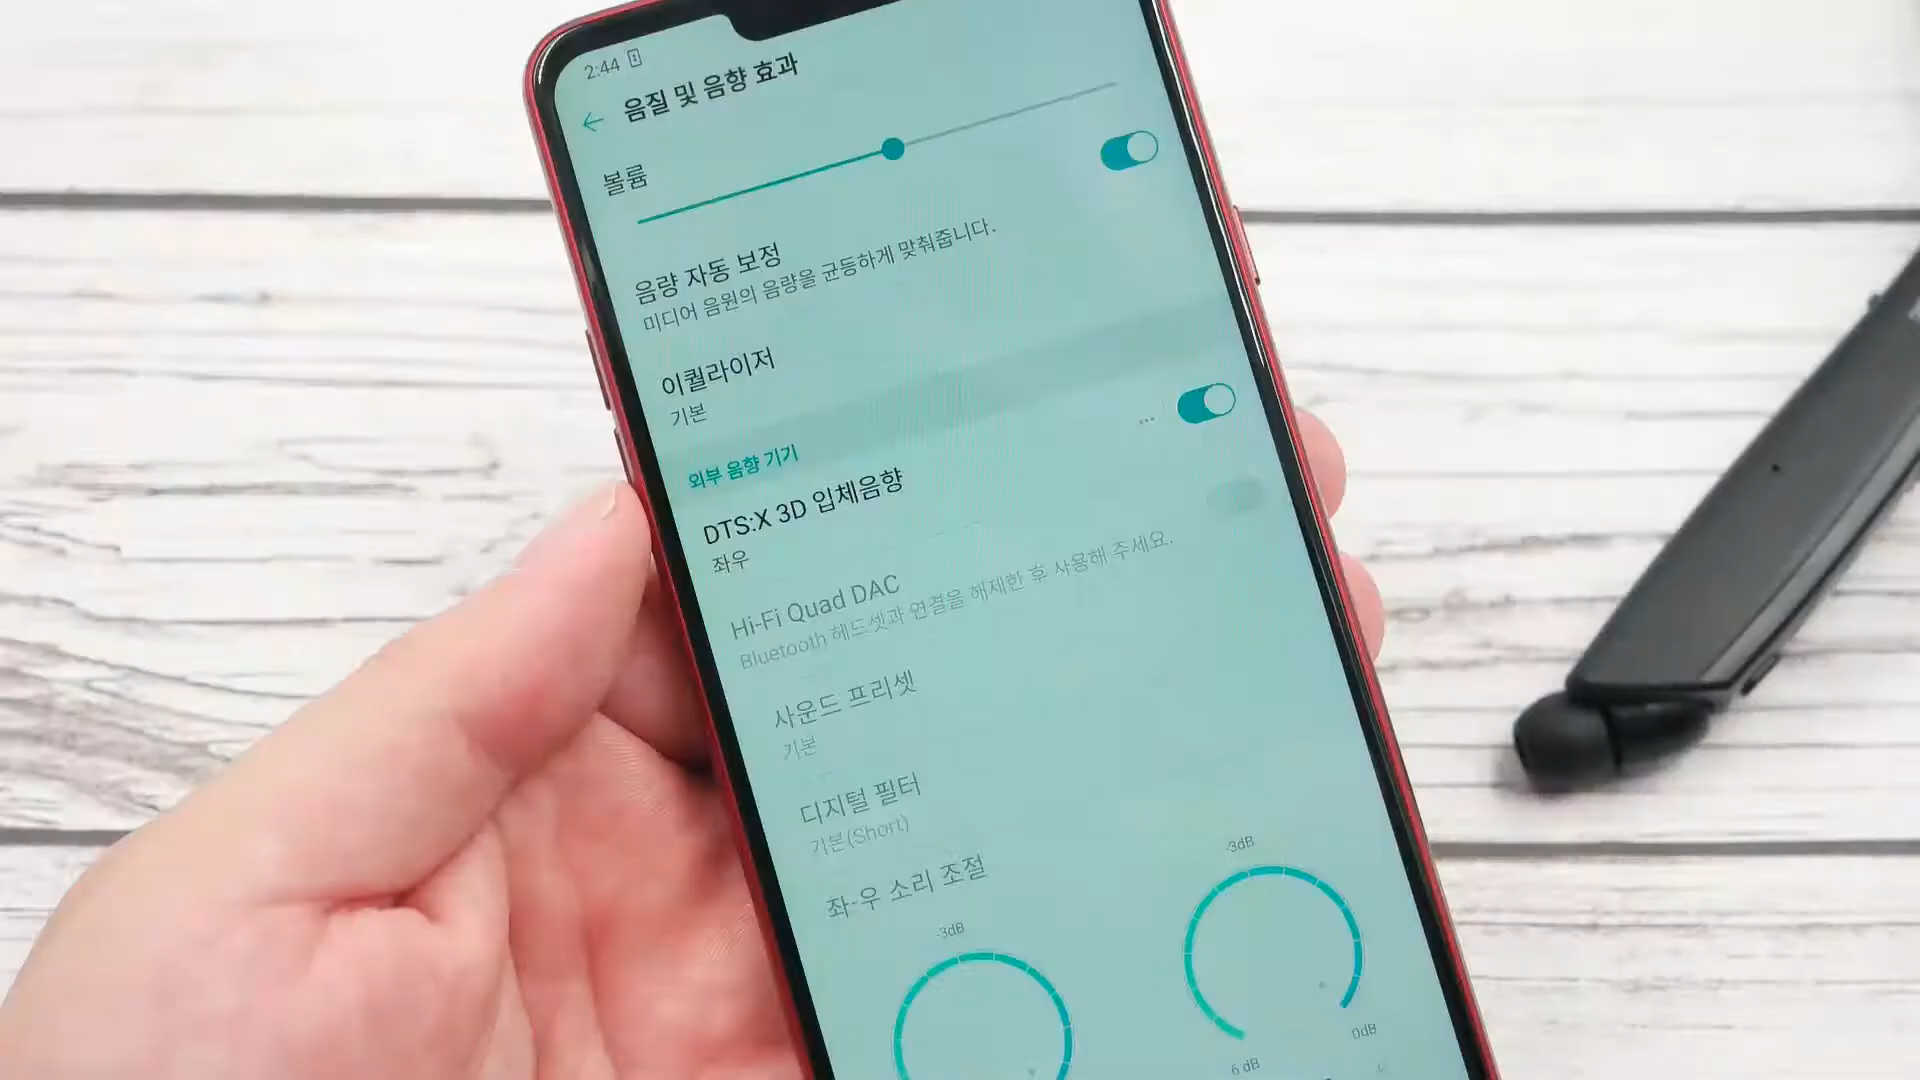 2:44
음질 및 음향 효과
볼륨
음량 자동 보정
미디어 음원의 음량을 균등하게 맞춰줍니다.
이퀄라이저
기본
외부 음향 기기
DTS:X 3D 입체음향
좌우
Hi-Fi Quad DAC
Bluetooth 헤드셋과 연결을 해제한 후 사용해 주세요.
사운드 프리셋
기본
디지털 필터
기본(Short)
좌-우 소리 조절
-3dB
-3dB
0dB
6 dB